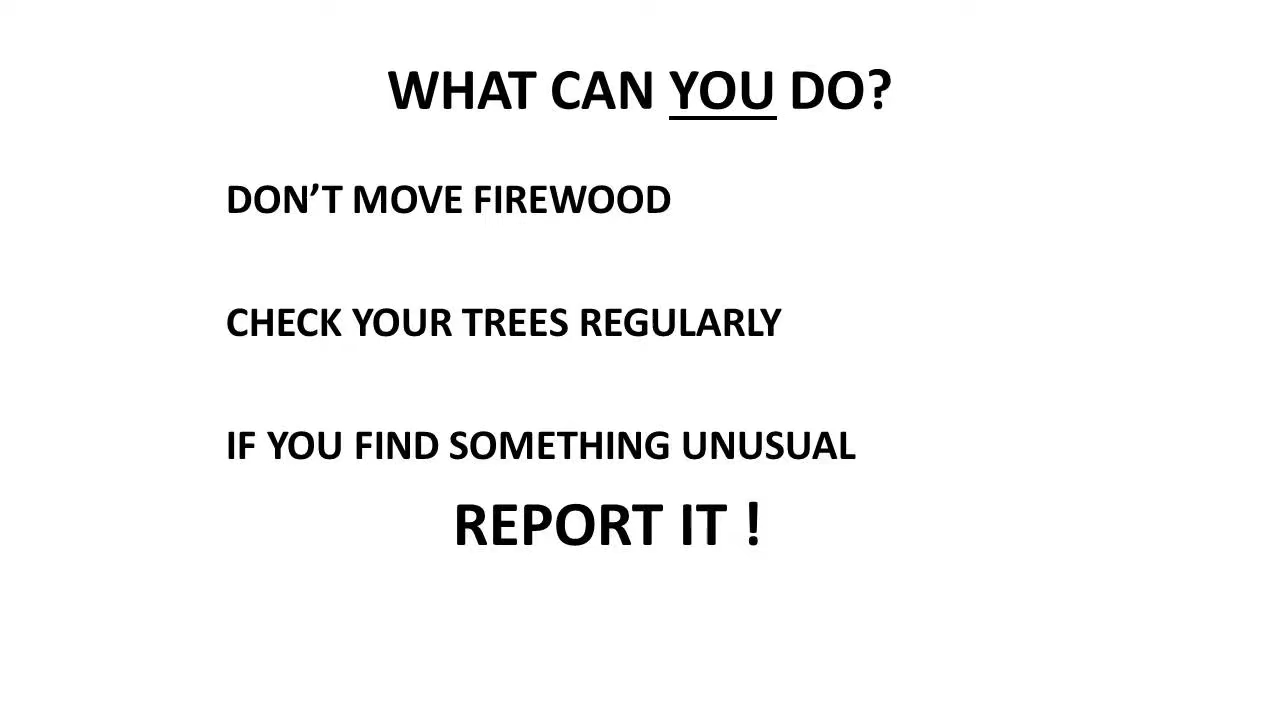 WHAT CAN YOU DO?
DON’T MOVE FIREWOOD
CHECK YOUR TREES REGULARLY
IF YOU FIND SOMETHING UNUSUAL
REPORT IT !